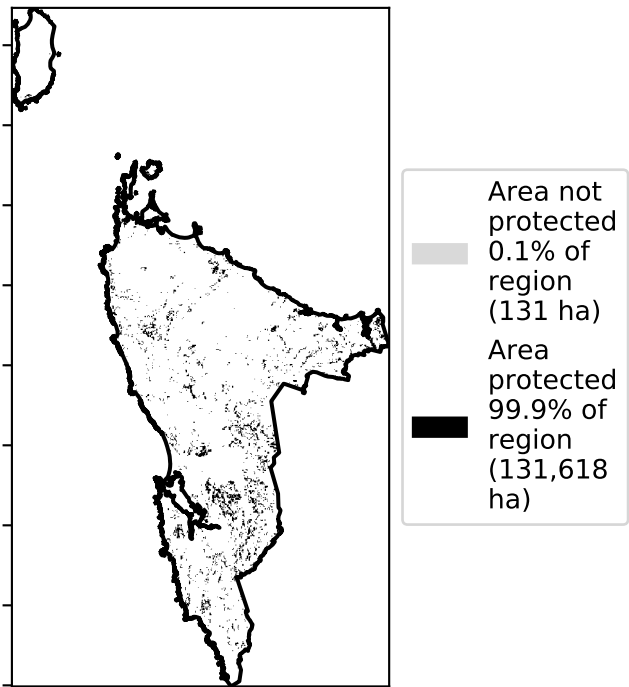 Area not
protected
0.1% of
region
(131 ha)
Area
protected
99.9% of
region
(131,618
ha)